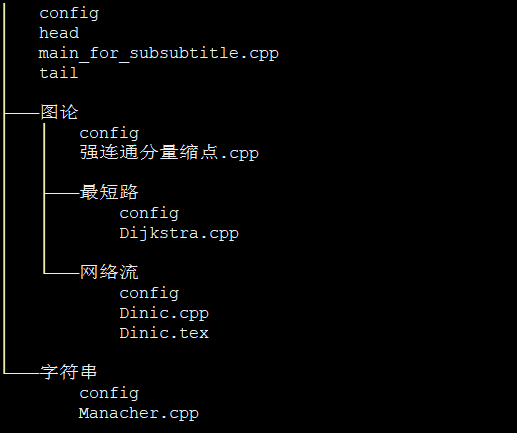 config
head
main_for_subsubtitle.cpp
tail
图论
config
强连通分量缩点.cpp
最短路
config
Dijkstra.cpp
网络流
config
Dinic.cpp
Dinic.tex
字符串
config
Manacher.cpp